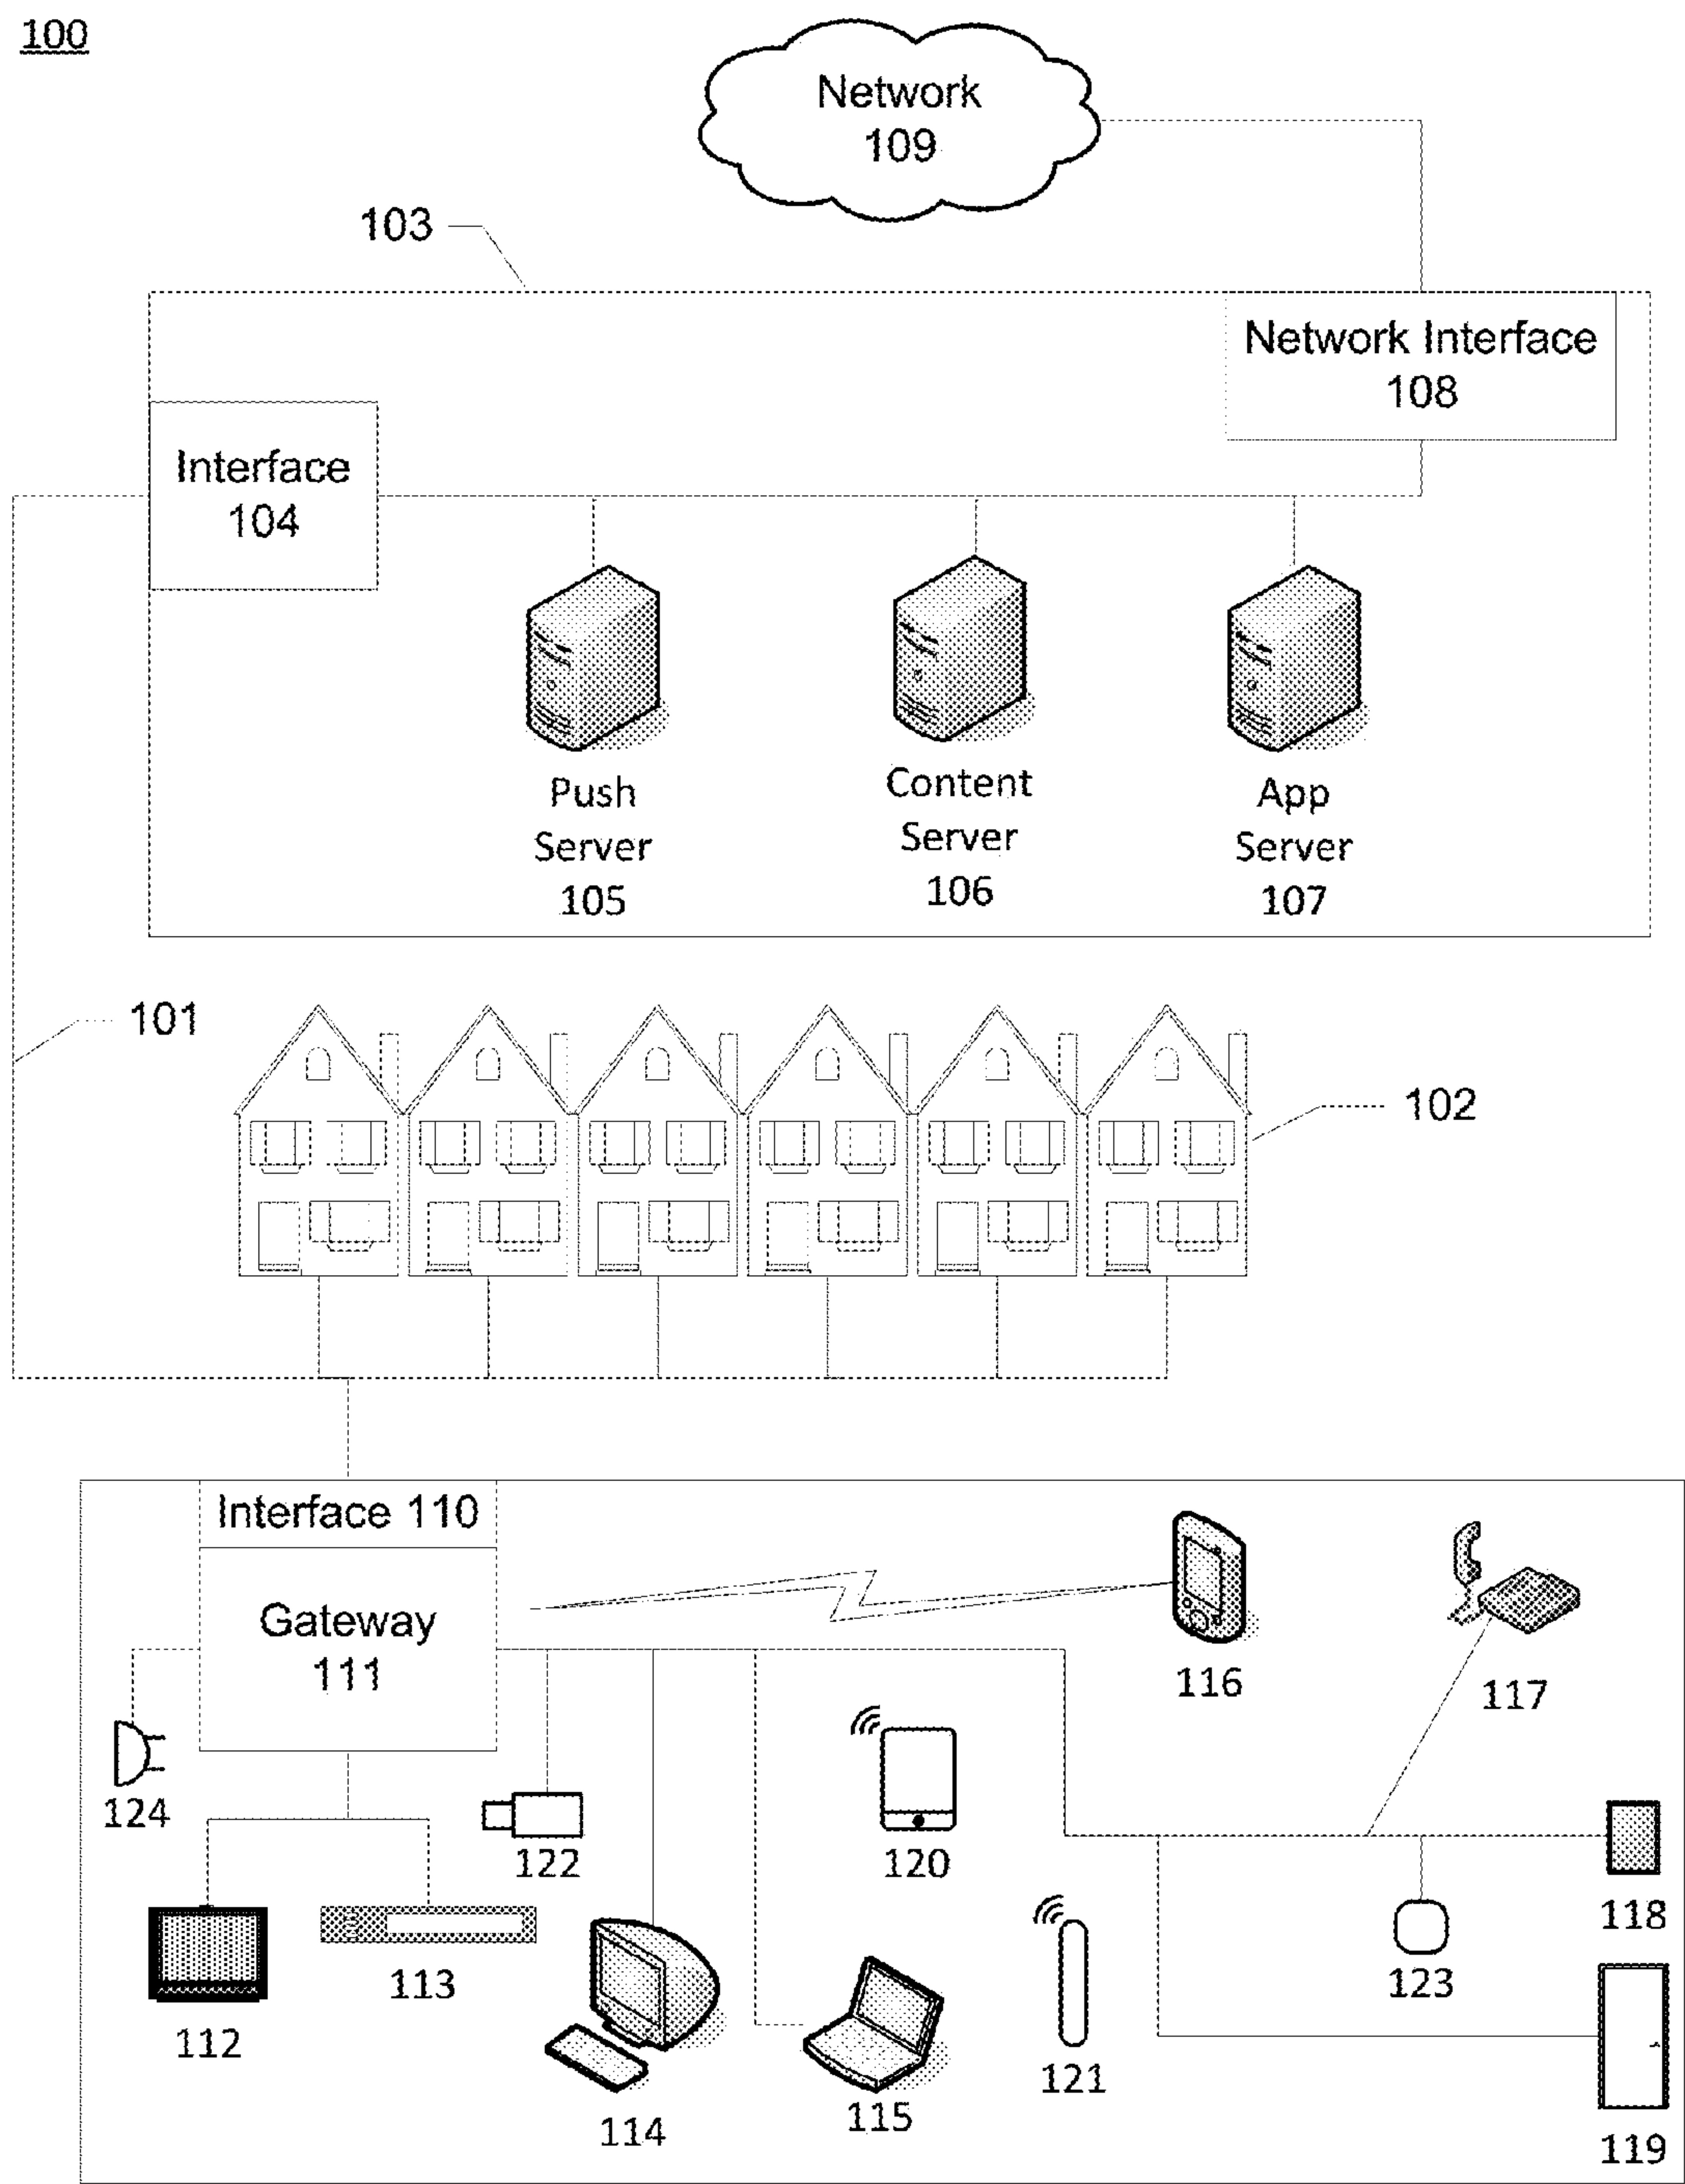 100
Network
109
103
Network Interface
108
Interface
104
Push
Server
105
Content
Server
106
App
Server
107
101
102
Interface 110
Gateway
111
116
117
124
122
120
118
112
113
114
115
121
123
119